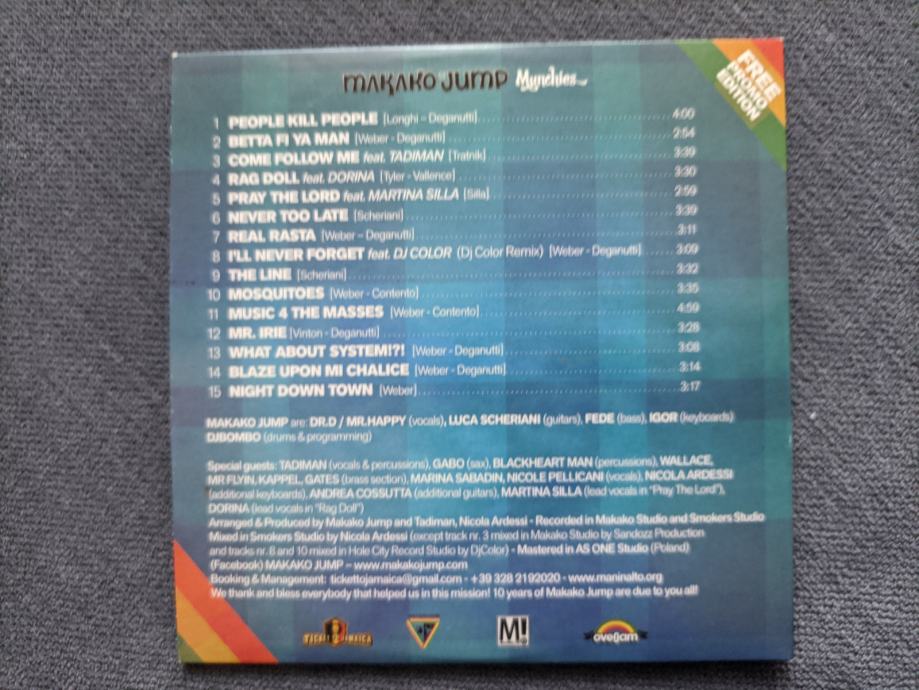 MAKAKO JUMP Munchies
FREE
PROMO
EDITION
1 PEOPLE KILL PEOPLE [Longhi - Deganutti] 4:00
2 BETTA FI YA MAN [Weber - Deganutti] 2:54
3 COME FOLLOW ME feat. TADIMAN [Tratnik] 3:39
4 RAG DOLL feat. DORINA [Tyler - Vallence] 3:30
5 PRAY THE LORD feat. MARTINA SILLA [Silla] 2:59
6 NEVER TOO LATE [Scheriani] 3:39
7 REAL RASTA [Weber - Deganutti] 3:11
8 I'LL NEVER FORGET feat. DJ COLOR (Dj Color Remix) [Weber - Deganutti] 3:09
9 THE LINE [Scheriani] 3:32
10 MOSQUITOES [Weber - Contento] 3:35
11 MUSIC 4 THE MASSES [Weber - Contento] 4:59
12 MR. IRIE [Vinton - Deganutti] 3:28
13 WHAT ABOUT SYSTEM!?! [Weber - Deganutti] 3:08
14 BLAZE UPON MI CHALICE [Weber - Deganutti] 3:14
15 NIGHT DOWN TOWN [Weber] 3:17
MAKAKO JUMP are: DR.D / MR.HAPPY (vocals), LUCA SCHERIANI (guitars), FEDE (bass), IGOR (keyboards)
DJBOMBO (drums & programming)
Special guests: TADIMAN (vocals & percussions), GABO (sax), BLACKHEART MAN (percussions), WALLACE,
MR FLYIN, KAPPEL, GATES (brass section), MARINA SABADIN, NICOLE PELLICANI (vocals), NICOLA ARDESSI
(additional keyboards), ANDREA COSSUTTA (additional guitars), MARTINA SILLA (lead vocals in "Pray The Lord"),
DORINA (lead vocals in "Rag Doll")
Arranged & Produced by Makako Jump and Tadiman, Nicola Ardessi - Recorded in Makako Studio and Smokers Studio
Mixed in Smokers Studio by Nicola Ardessi (except track nr. 3 mixed in Makako Studio by Sandozz Production
and tracks nr. 8 and 10 mixed in Hole City Record Studio by DjColor) - Mastered in AS ONE Studio (Poland)
(Facebook) MAKAKO JUMP – www.makakojump.com
Booking & Management: tickettojamaica@gmail.com - +39 328 2192020 - www.maninalto.org
We thank and bless everybody that helped us in this mission! 10 years of Makako Jump are due to you all!
TICKET JAMAICA M! overjam